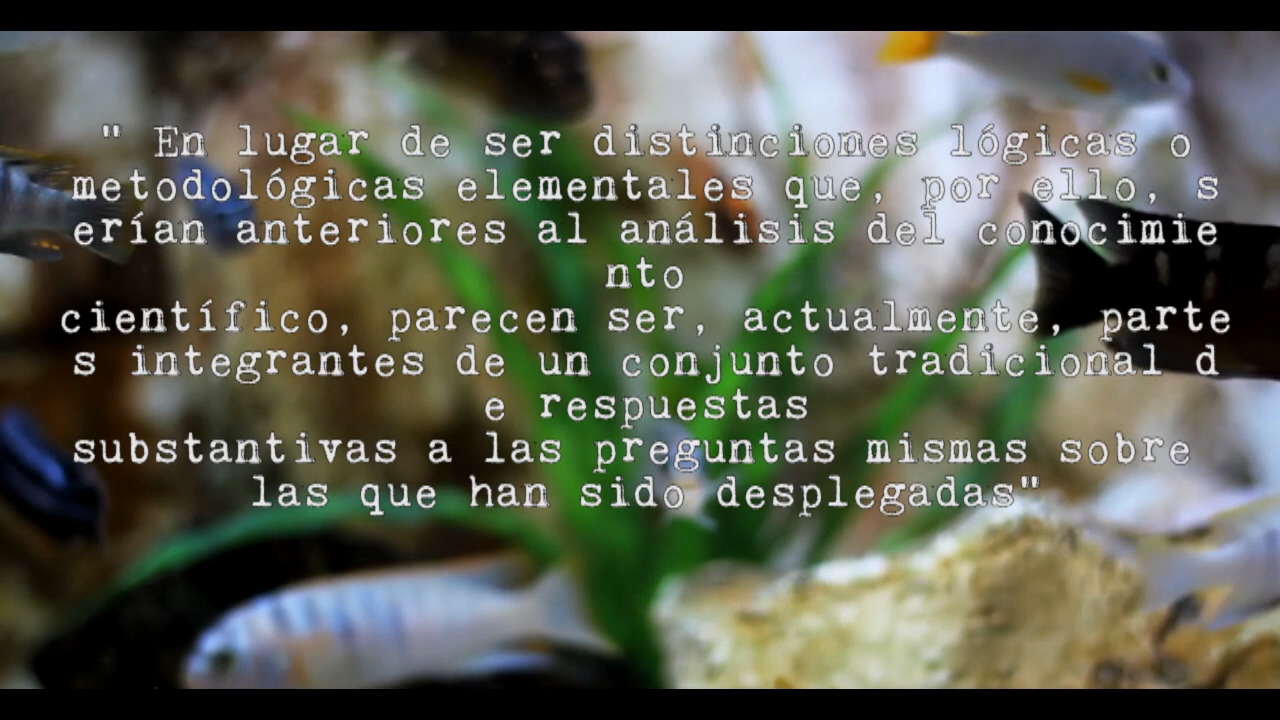 " En lugar de ser distinciones lógicas o
metodológicas elementales que, por ello, s
erían anteriores al análisis del conocimie
nto
científico, parecen ser, actualmente, parte
s integrantes de un conjunto tradicional d
e respuestas
substantivas a las preguntas mismas sobre
las que han sido desplegadas"